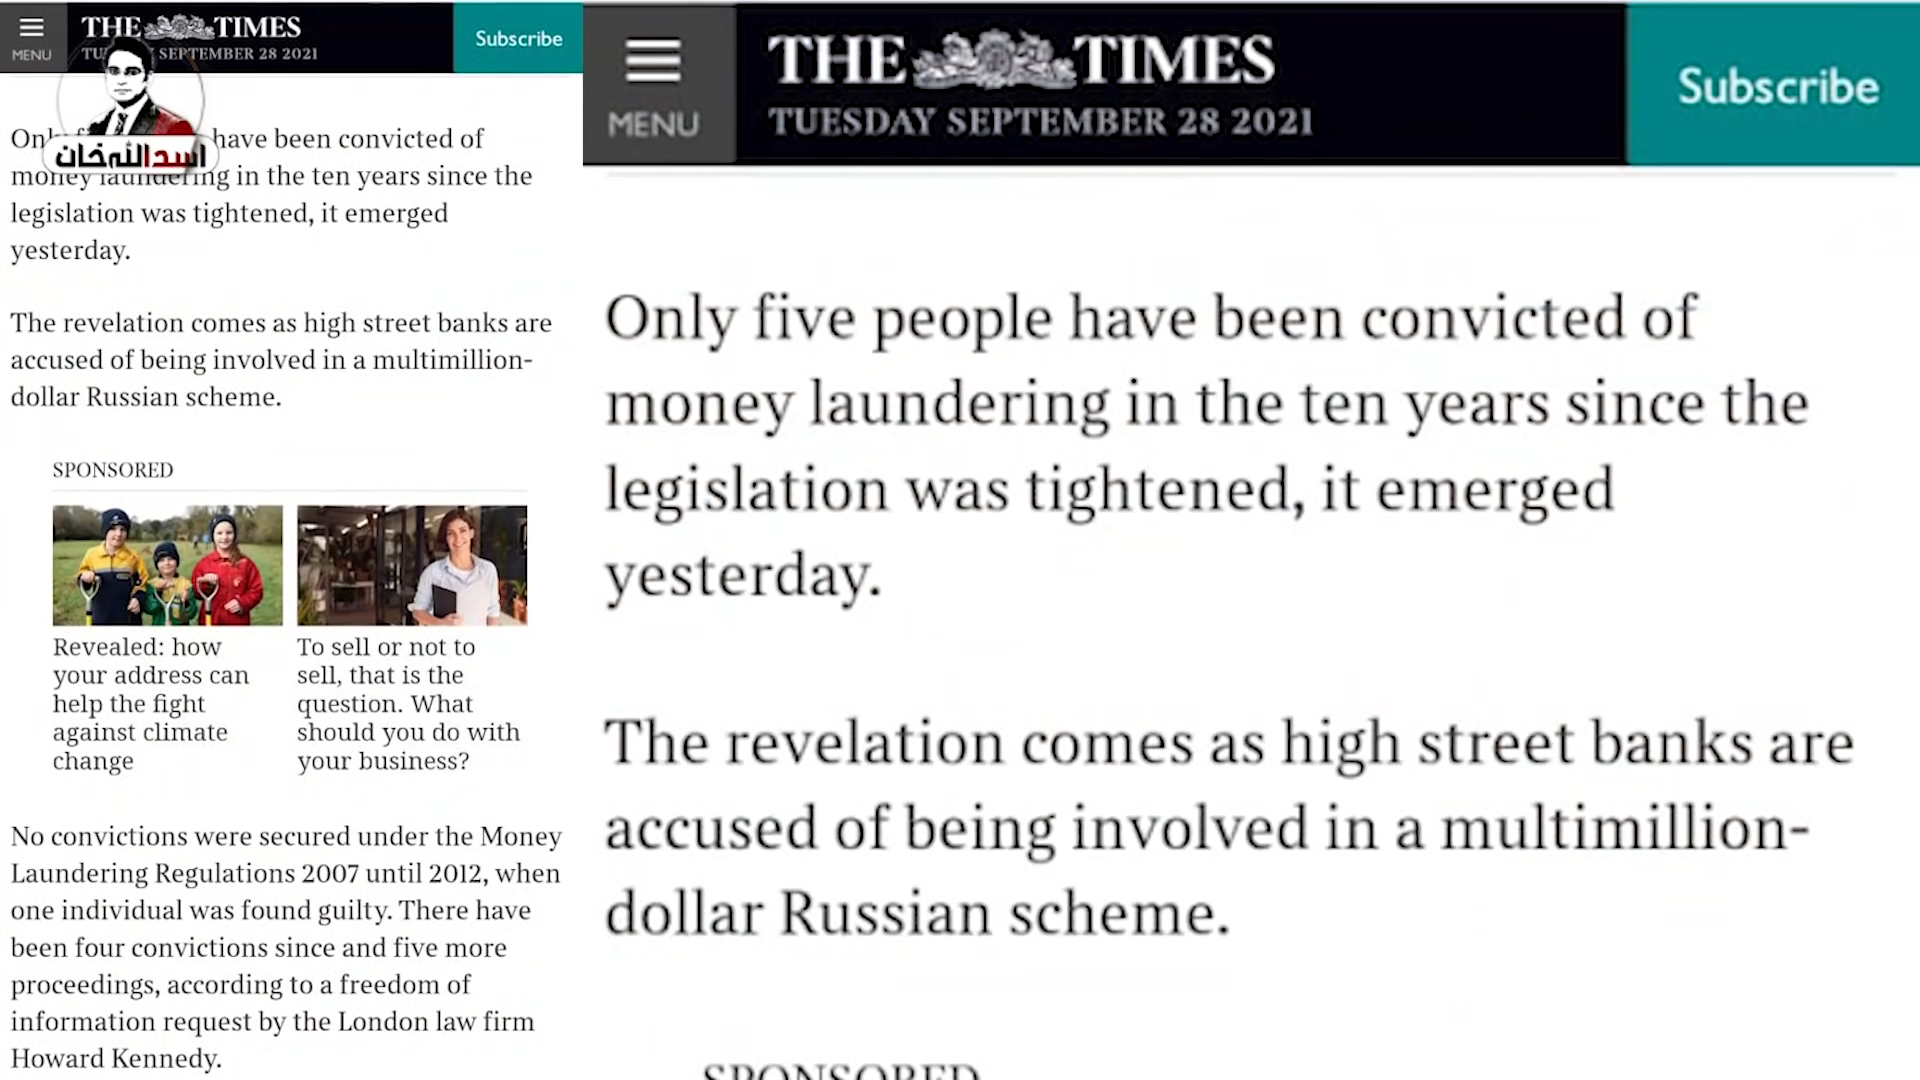 MENU
THE TIMES
SEPTEMBER 28 2021
Subscribe
اسداللہ خان
have been convicted of
money laundering in the ten years since the
legislation was tightened, it emerged
yesterday.
The revelation comes as high street banks are
accused of being involved in a multimillion-
dollar Russian scheme.
SPONSORED
Revealed: how
your address can
help the fight
against climate
change
To sell or not to
sell, that is the
question. What
should you do with
your business?
No convictions were secured under the Money
Laundering Regulations 2007 until 2012, when
one individual was found guilty. There have
been four convictions since and five more
proceedings, according to a freedom of
information request by the London law firm
Howard Kennedy.
MENU
THE TIMES
TUESDAY SEPTEMBER 28 2021
Subscribe
Only five people have been convicted of
money laundering in the ten years since the
legislation was tightened, it emerged
yesterday.
The revelation comes as high street banks are
accused of being involved in a multimillion-
dollar Russian scheme.
SPONSORED